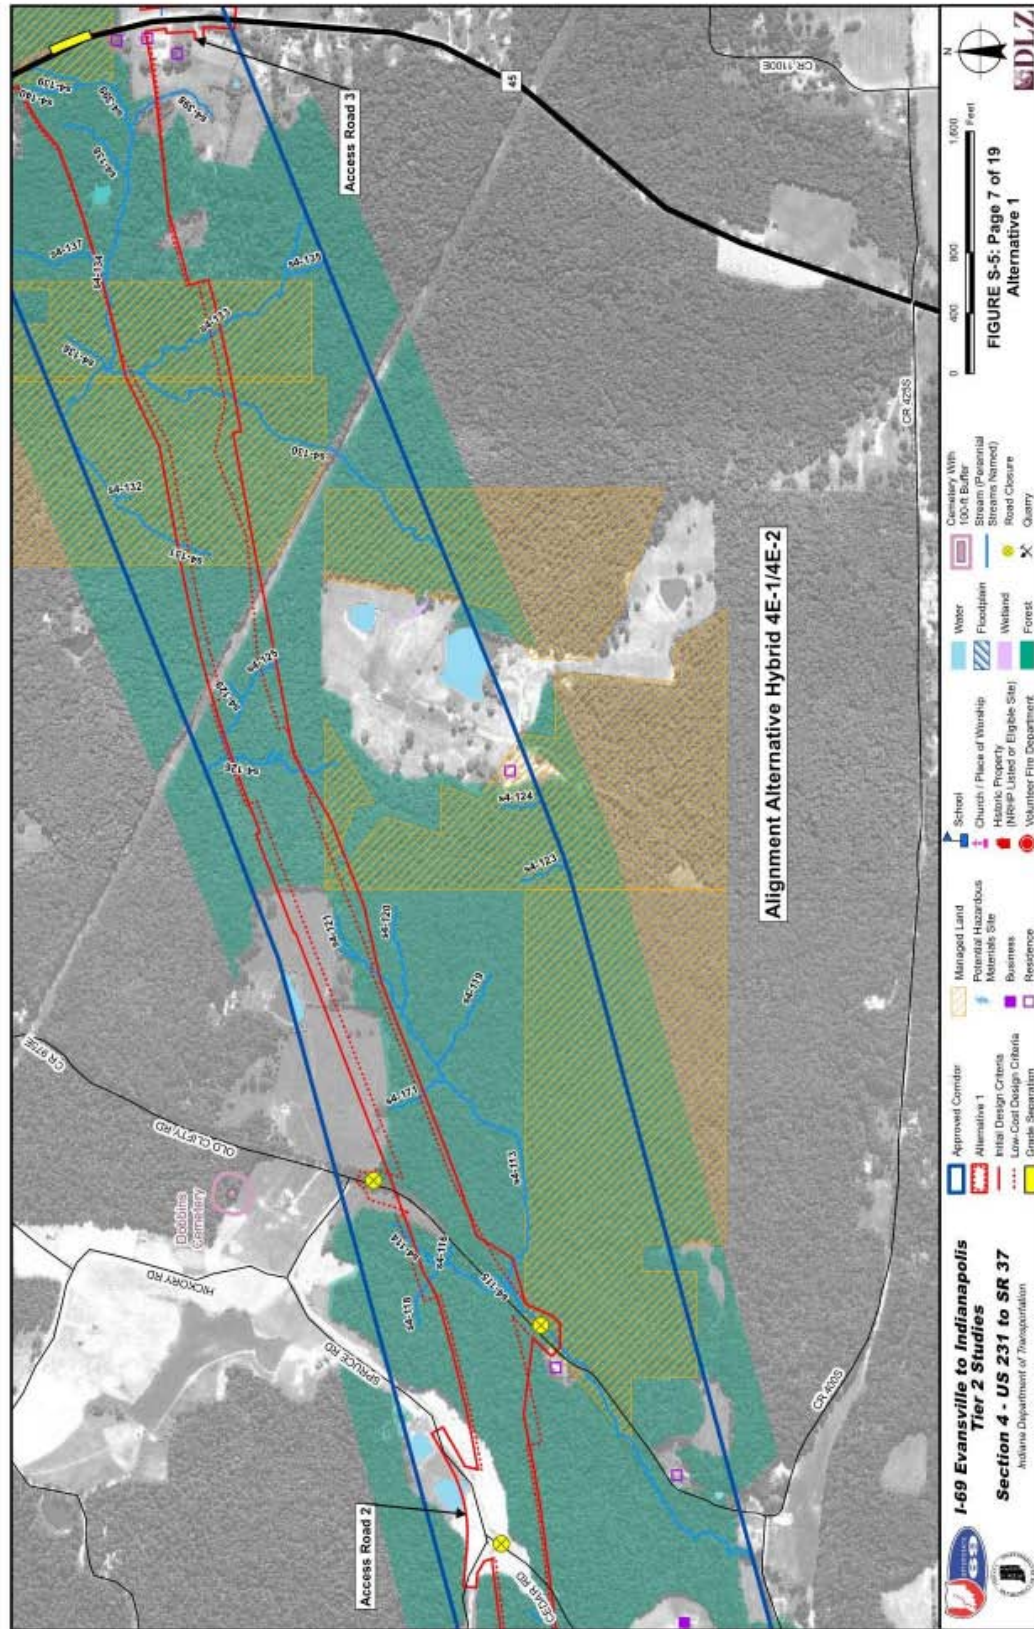 I-69 Evansville to Indianapolis
Tier 2 Studies
Section 4 - US 231 to SR 37
Indiana Department of Transportation
Approved Corridor
Alternative 1
Initial Design Criteria
Low-Cost Design Criteria
Grade Separation
Managed Land
Potential Hazardous
Materials Site
Business
Residence
School
Church / Place of Worship
Historic Property
(NRHP Listed or Eligible Site)
Volunteer Fire Department
Water
Floodplain
Wetland
Forest
Cemetery With
100-ft Buffer
Stream (Perennial
Streams Named)
Road Closure
Quarry
0 400 800 1,600
Feet
FIGURE S-5: Page 7 of 19
Alternative 1
N
DLZ
Access Road 2
Access Road 3
Alignment Alternative Hybrid 4E-1/4E-2
CEDAR RD
SPRUCE RD
HICKORY RD
Dobbins
Cemetery
OLD CLIFTY RD
CR 975E
CR 400S
CR 425S
CR 1100E
45
s4-118
s4-114
s4-116
s4-115
s4-113
s4-171
s4-119
s4-120
s4-121
s4-123
s4-124
s4-126
s4-125
s4-131
s4-132
s4-130
s4-136
s4-133
s4-134
s4-137
s4-138
s4-139
s4-140